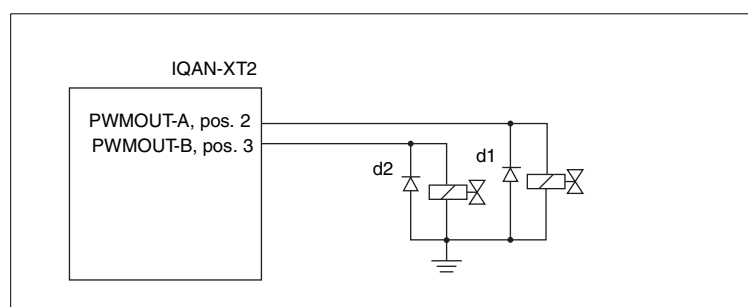 IQAN-XT2
PWMOUT-A, pos. 2
PWMOUT-B, pos. 3
d2
d1